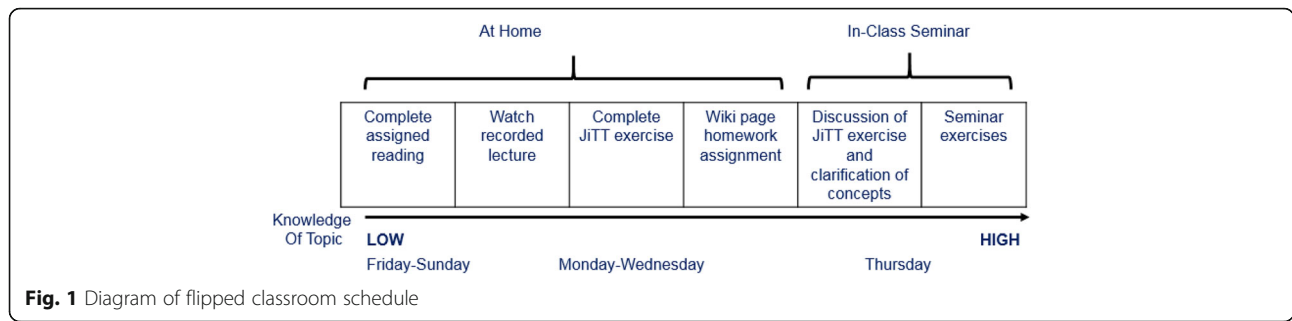 At Home
In-Class Seminar
Complete
assigned
reading
Watch
recorded
lecture
Complete
JiTT exercise
Wiki page
homework
assignment
Discussion of
JiTT exercise
and
clarification of
concepts
Seminar
exercises
Knowledge
Of Topic
LOW
HIGH
Friday-Sunday
Monday-Wednesday
Thursday
Fig. 1 Diagram of flipped classroom schedule